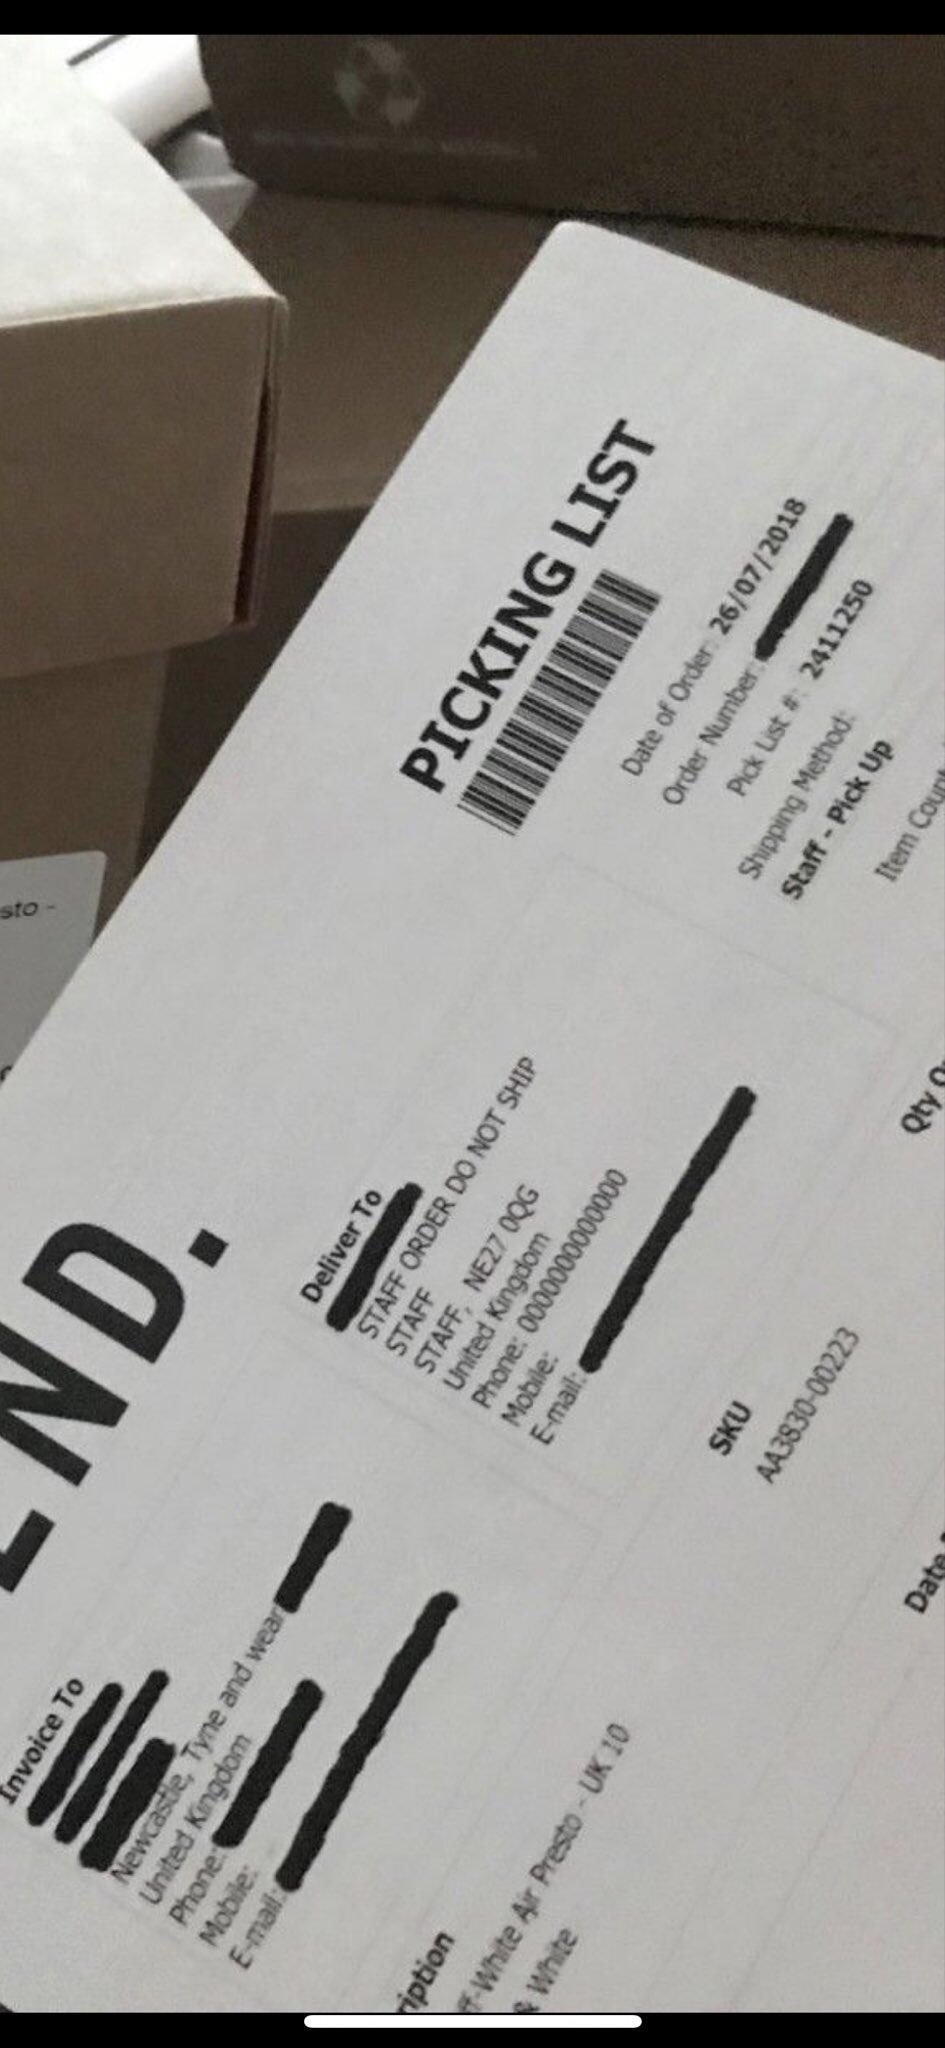 sto -
PICKING LIST
Date of Order: 26/07/2018
Order Number:
Pick List #: 2411250
Shipping Method:
Staff - Pick Up
Item Coun
ND.
Deliver To
STAFF ORDER DO NOT SHIP
STAFF
STAFF, NE27 0QG
United Kingdom
Phone: 00000000000000
Mobile:
E-mail:
Invoice To
Newcastle, Tyne and wear
United Kingdom
Phone:
Mobile:
E-mail:
Qty O
SKU
AA3830-00223
Date
ription
ff-White Air Presto - UK 10
& White